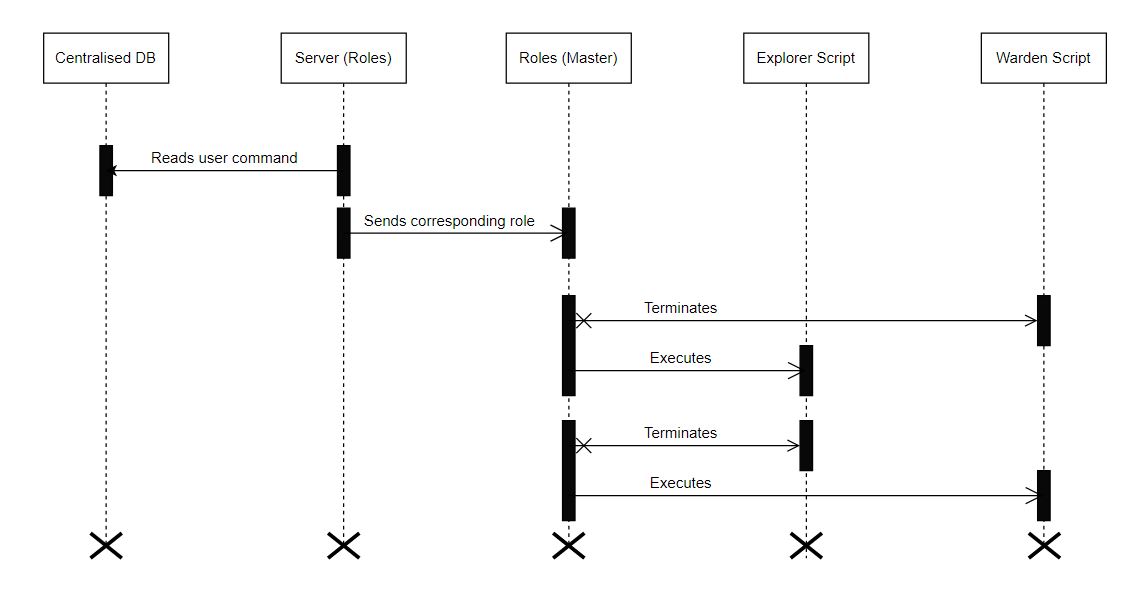 Centralised DB
Server (Roles)
Roles (Master)
Explorer Script
Warden Script
Reads user command
Sends corresponding role
Terminates
Executes
Terminates
Executes